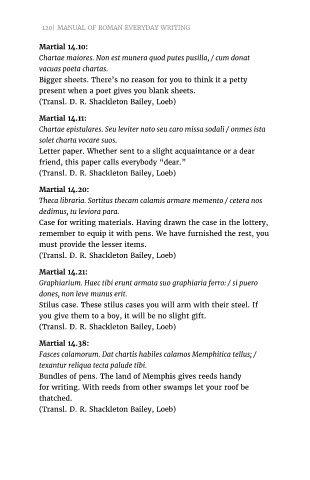 120| MANUAL OF ROMAN EVERYDAY WRITING
Martial 14.10:
Chartae maiores. Non est munera quod putes pusilla, / cum donat
vacuas poeta chartas.
Bigger sheets. There's no reason for you to think it a petty
present when a poet gives you blank sheets.
(Transl. D. R. Shackleton Bailey, Loeb)
Martial 14.11:
Chartae epistulares. Seu leviter noto seu caro missa sodali / onmes ista
solet charta vocare suos.
Letter paper. Whether sent to a slight acquaintance or a dear
friend, this paper calls everybody "dear."
(Transl. D. R. Shackleton Bailey, Loeb)
Martial 14.20:
Theca libraria. Sortitus thecam calamis armare memento / cetera nos
dedimus, tu leviora para.
Case for writing materials. Having drawn the case in the lottery,
remember to equip it with pens. We have furnished the rest, you
must provide the lesser items.
(Transl. D. R. Shackleton Bailey, Loeb)
Martial 14.21:
Graphiarium. Haec tibi erunt armata suo graphiaria ferro: / si puero
dones, non leve munus erit.
Stilus case. These stilus cases you will arm with their steel. If
you give them to a boy, it will be no slight gift.
(Transl. D. R. Shackleton Bailey, Loeb)
Martial 14.38:
Fasces calamorum. Dat chartis habiles calamos Memphitica tellus; /
texantur reliqua tecta palude tibi.
Bundles of pens. The land of Memphis gives reeds handy
for writing. With reeds from other swamps let your roof be
thatched.
(Transl. D. R. Shackleton Bailey, Loeb)